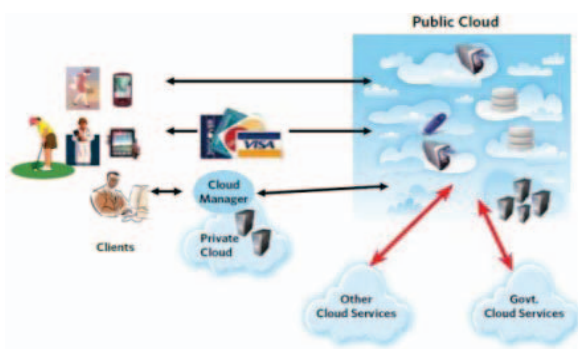 Public Cloud
VISA
Cloud
Manager
Private
Cloud
Clients
Other
Cloud Services
Govt.
Cloud Services